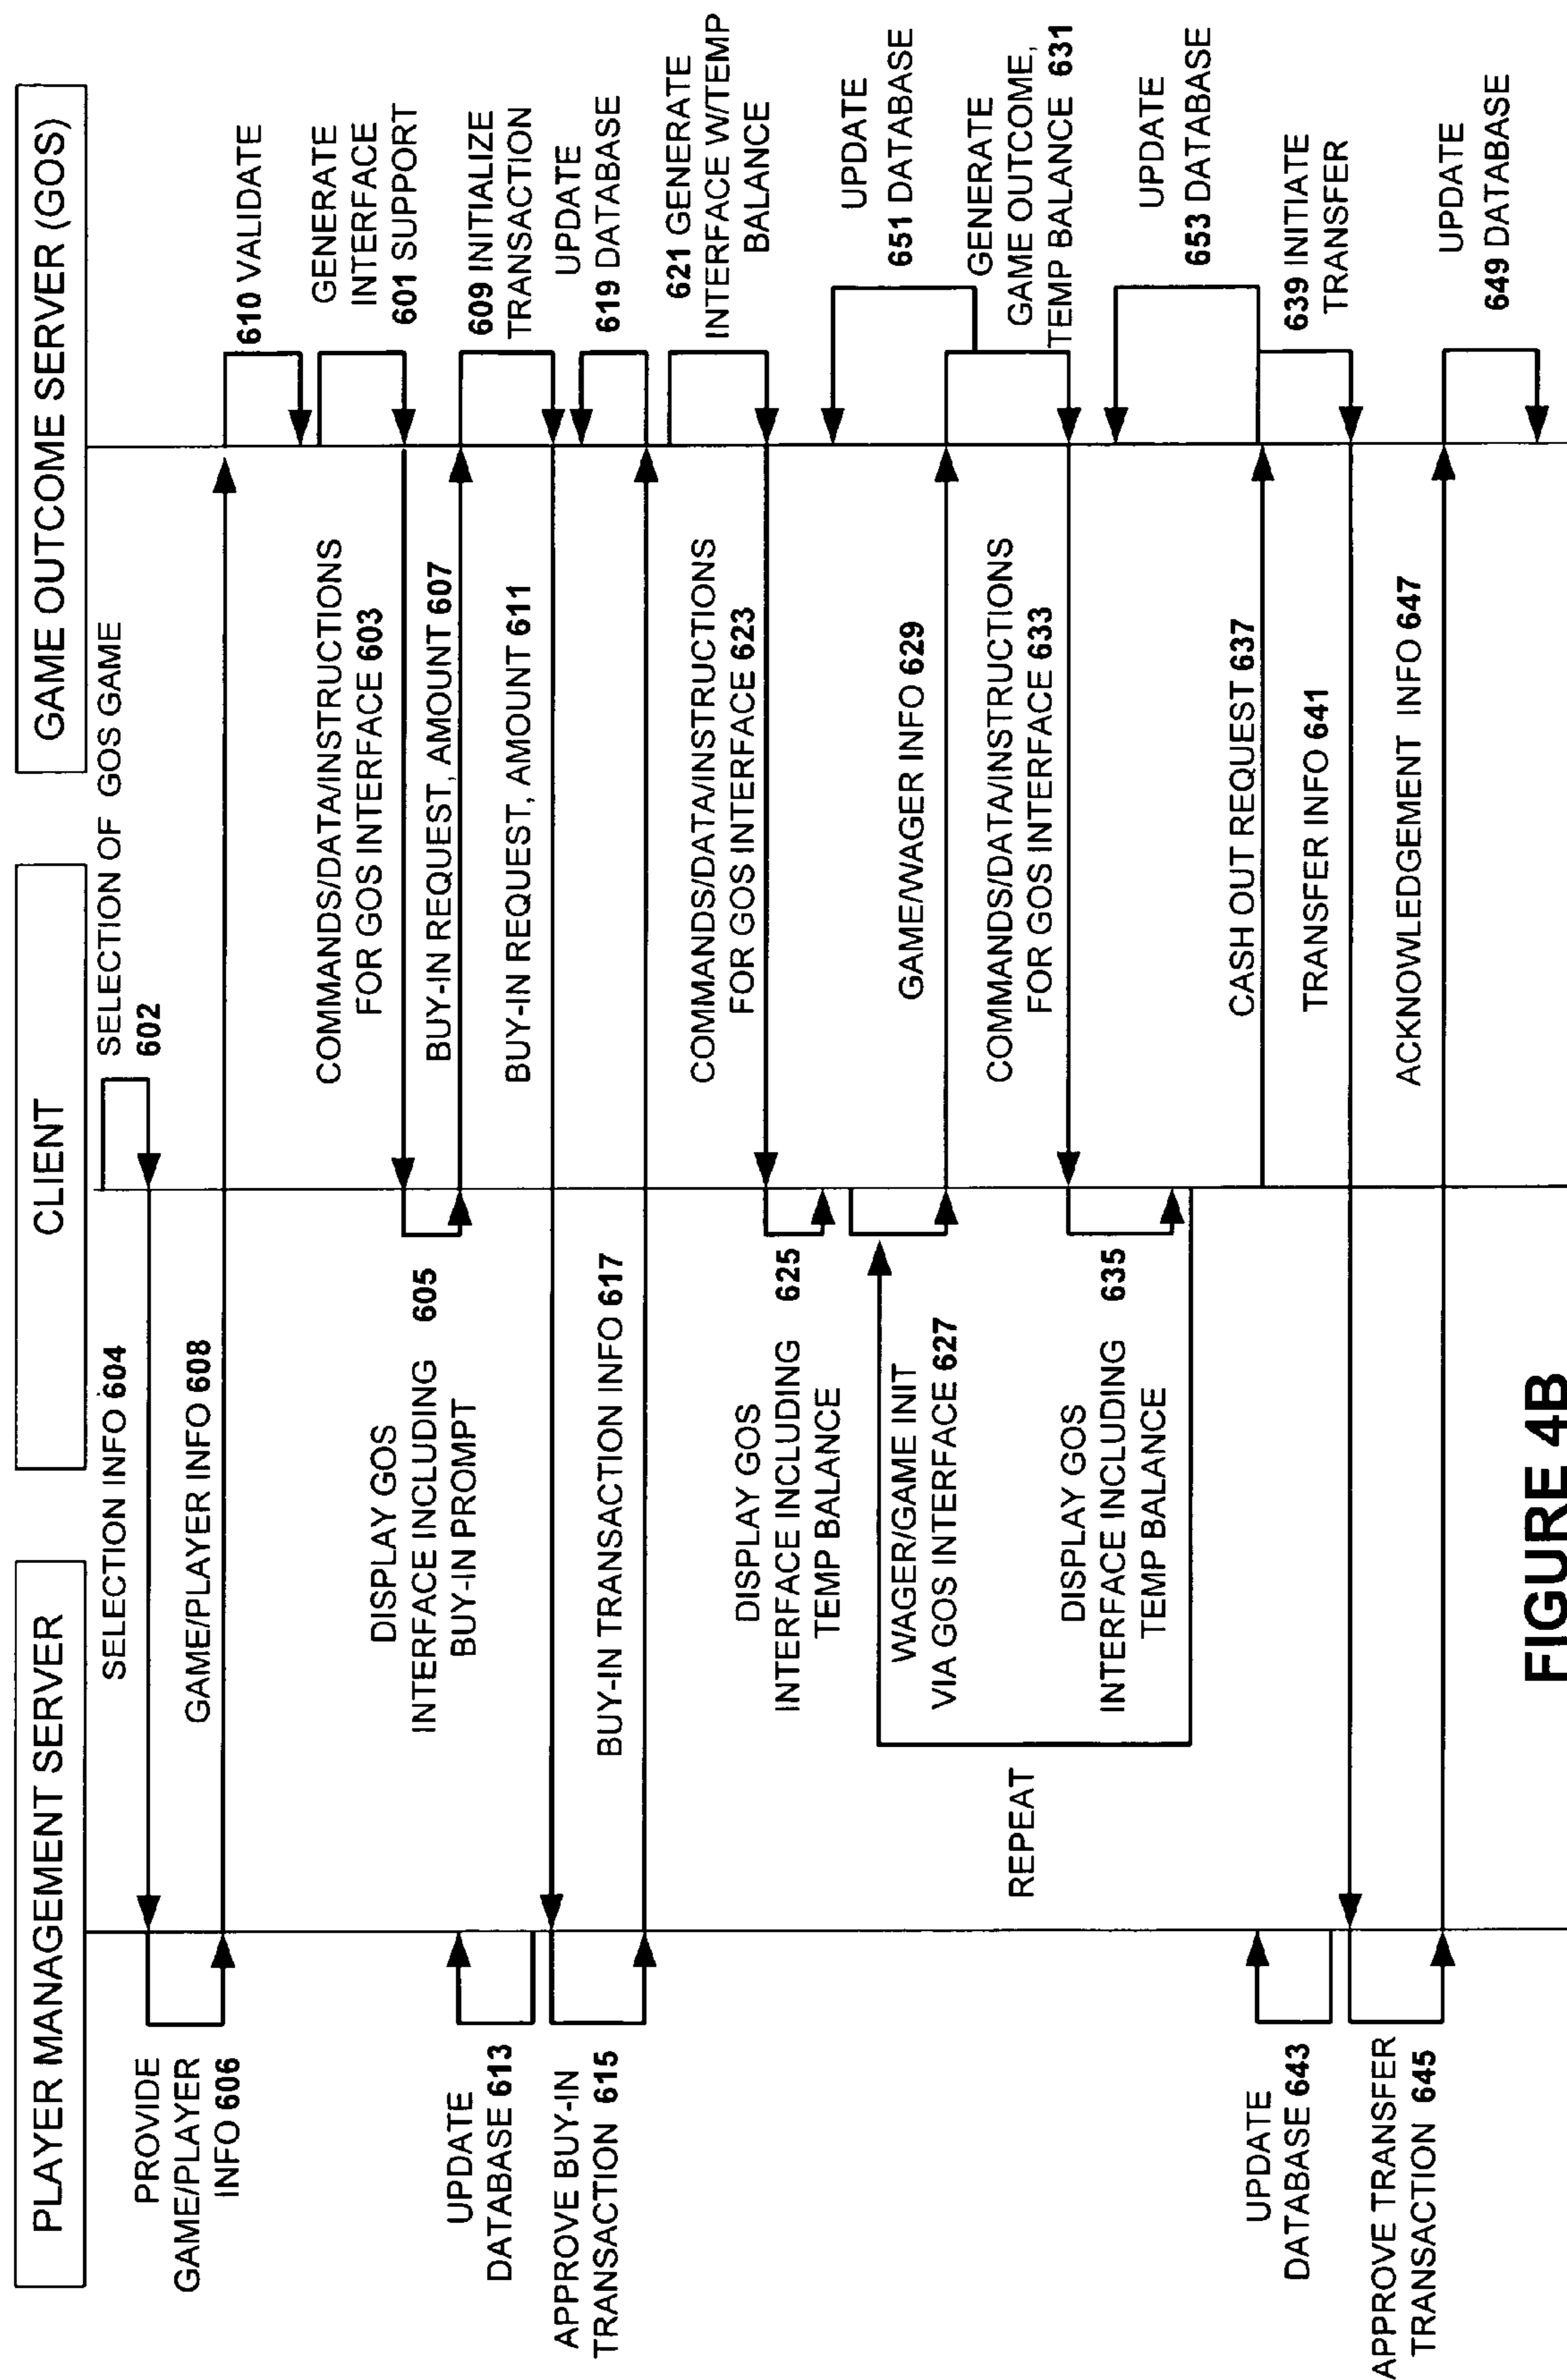 PLAYER MANAGEMENT SERVER
CLIENT
GAME OUTCOME SERVER (GOS)
SELECTION OF GOS GAME
602
SELECTION INFO 604
PROVIDE
GAME/PLAYER
INFO 606
GAME/PLAYER INFO 608
610 VALIDATE
GENERATE
INTERFACE
601 SUPPORT
COMMANDS/DATA/INSTRUCTIONS
FOR GOS INTERFACE 603
DISPLAY GOS
INTERFACE INCLUDING 605
BUY-IN PROMPT
BUY-IN REQUEST, AMOUNT 607
609 INITIALIZE
TRANSACTION
BUY-IN REQUEST, AMOUNT 611
UPDATE
DATABASE 613
APPROVE BUY-IN
TRANSACTION 615
BUY-IN TRANSACTION INFO 617
UPDATE
619 DATABASE
621 GENERATE
INTERFACE W/TEMP
BALANCE
COMMANDS/DATA/INSTRUCTIONS
FOR GOS INTERFACE 623
DISPLAY GOS
INTERFACE INCLUDING 625
TEMP BALANCE
WAGER/GAME INIT
VIA GOS INTERFACE 627
GAME/WAGER INFO 629
UPDATE
651 DATABASE
GENERATE
GAME OUTCOME,
TEMP BALANCE 631
COMMANDS/DATA/INSTRUCTIONS
FOR GOS INTERFACE 633
DISPLAY GOS
INTERFACE INCLUDING 635
TEMP BALANCE
REPEAT
UPDATE
653 DATABASE
CASH OUT REQUEST 637
639 INITIATE
TRANSFER
TRANSFER INFO 641
UPDATE
DATABASE 643
APPROVE TRANSFER
TRANSACTION 645
ACKNOWLEDGEMENT INFO 647
UPDATE
649 DATABASE
FIGURE 4B